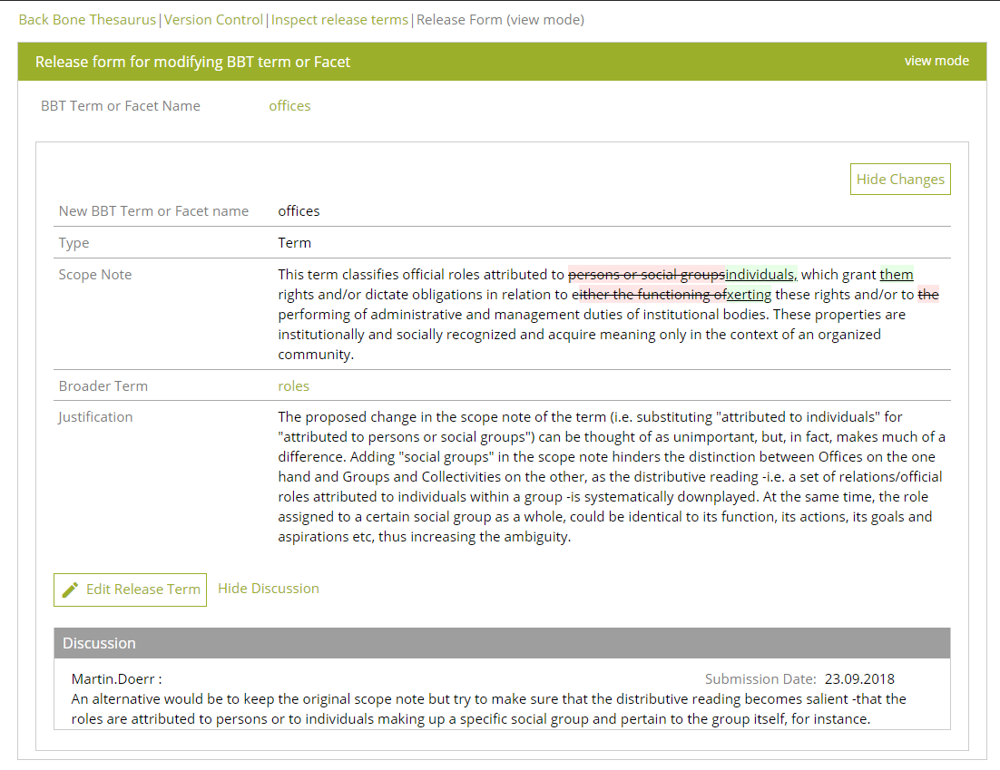 Back Bone Thesaurus|Version Control|Inspect release terms|Release Form (view mode)
Release form for modifying BBT term or Facet view mode
BBT Term or Facet Name offices
Hide Changes
New BBT Term or Facet name offices
Type Term
Scope Note This term classifies official roles attributed to persons or social groupsindividuals, which grant them
rights and/or dictate obligations in relation to either the functioning ofxerting these rights and/or to the
performing of administrative and management duties of institutional bodies. These properties are
institutionally and socially recognized and acquire meaning only in the context of an organized
community.
Broader Term roles
Justification The proposed change in the scope note of the term (i.e. substituting "attributed to individuals" for
"attributed to persons or social groups") can be thought of as unimportant, but, in fact, makes much of a
difference. Adding "social groups" in the scope note hinders the distinction between Offices on the one
hand and Groups and Collectivities on the other, as the distributive reading -i.e. a set of relations/official
roles attributed to individuals within a group -is systematically downplayed. At the same time, the role
assigned to a certain social group as a whole, could be identical to its function, its actions, its goals and
aspirations etc, thus increasing the ambiguity.
Edit Release Term Hide Discussion
Discussion
Martin.Doerr : Submission Date: 23.09.2018
An alternative would be to keep the original scope note but try to make sure that the distributive reading becomes salient -that the
roles are attributed to persons or to individuals making up a specific social group and pertain to the group itself, for instance.